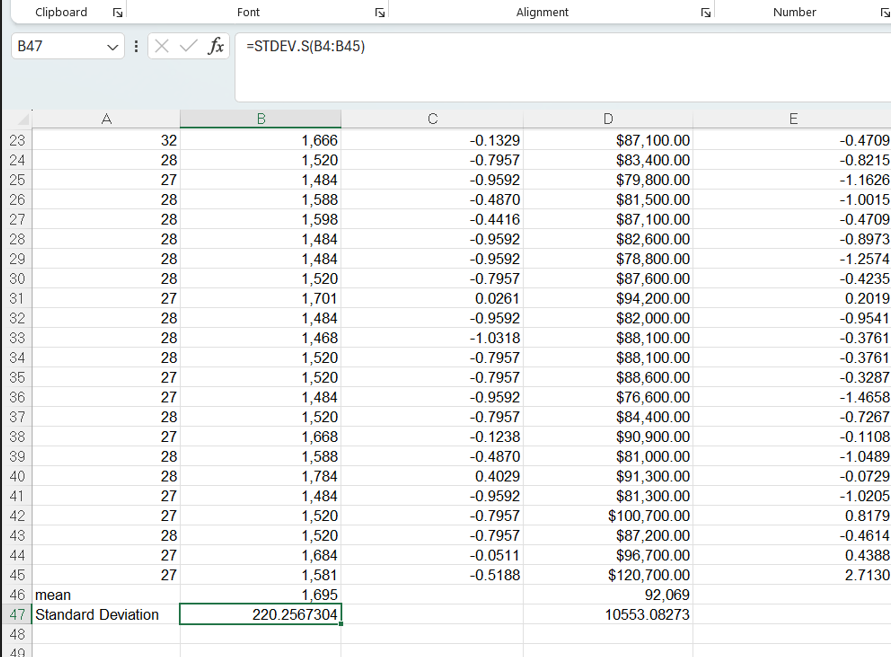 Clipboard Font Alignment Number
B47 fx =STDEV.S(B4:B45)
A B C D E
23 32 1,666 -0.1329 $87,100.00 -0.4709
24 28 1,520 -0.7957 $83,400.00 -0.8215
25 27 1,484 -0.9592 $79,800.00 -1.1626
26 28 1,588 -0.4870 $81,500.00 -1.0015
27 28 1,598 -0.4416 $87,100.00 -0.4709
28 28 1,484 -0.9592 $82,600.00 -0.8973
29 28 1,484 -0.9592 $78,800.00 -1.2574
30 28 1,520 -0.7957 $87,600.00 -0.4235
31 27 1,701 0.0261 $94,200.00 0.2019
32 28 1,484 -0.9592 $82,000.00 -0.9541
33 28 1,468 -1.0318 $88,100.00 -0.3761
34 28 1,520 -0.7957 $88,100.00 -0.3761
35 27 1,520 -0.7957 $88,600.00 -0.3287
36 27 1,484 -0.9592 $76,600.00 -1.4658
37 28 1,520 -0.7957 $84,400.00 -0.7267
38 27 1,668 -0.1238 $90,900.00 -0.1108
39 28 1,588 -0.4870 $81,000.00 -1.0489
40 28 1,784 0.4029 $91,300.00 -0.0729
41 27 1,484 -0.9592 $81,300.00 -1.0205
42 27 1,520 -0.7957 $100,700.00 0.8179
43 28 1,520 -0.7957 $87,200.00 -0.4614
44 27 1,684 -0.0511 $96,700.00 0.4388
45 27 1,581 -0.5188 $120,700.00 2.7130
46 mean 1,695 92,069
47 Standard Deviation 220.2567304 10553.08273
48
49